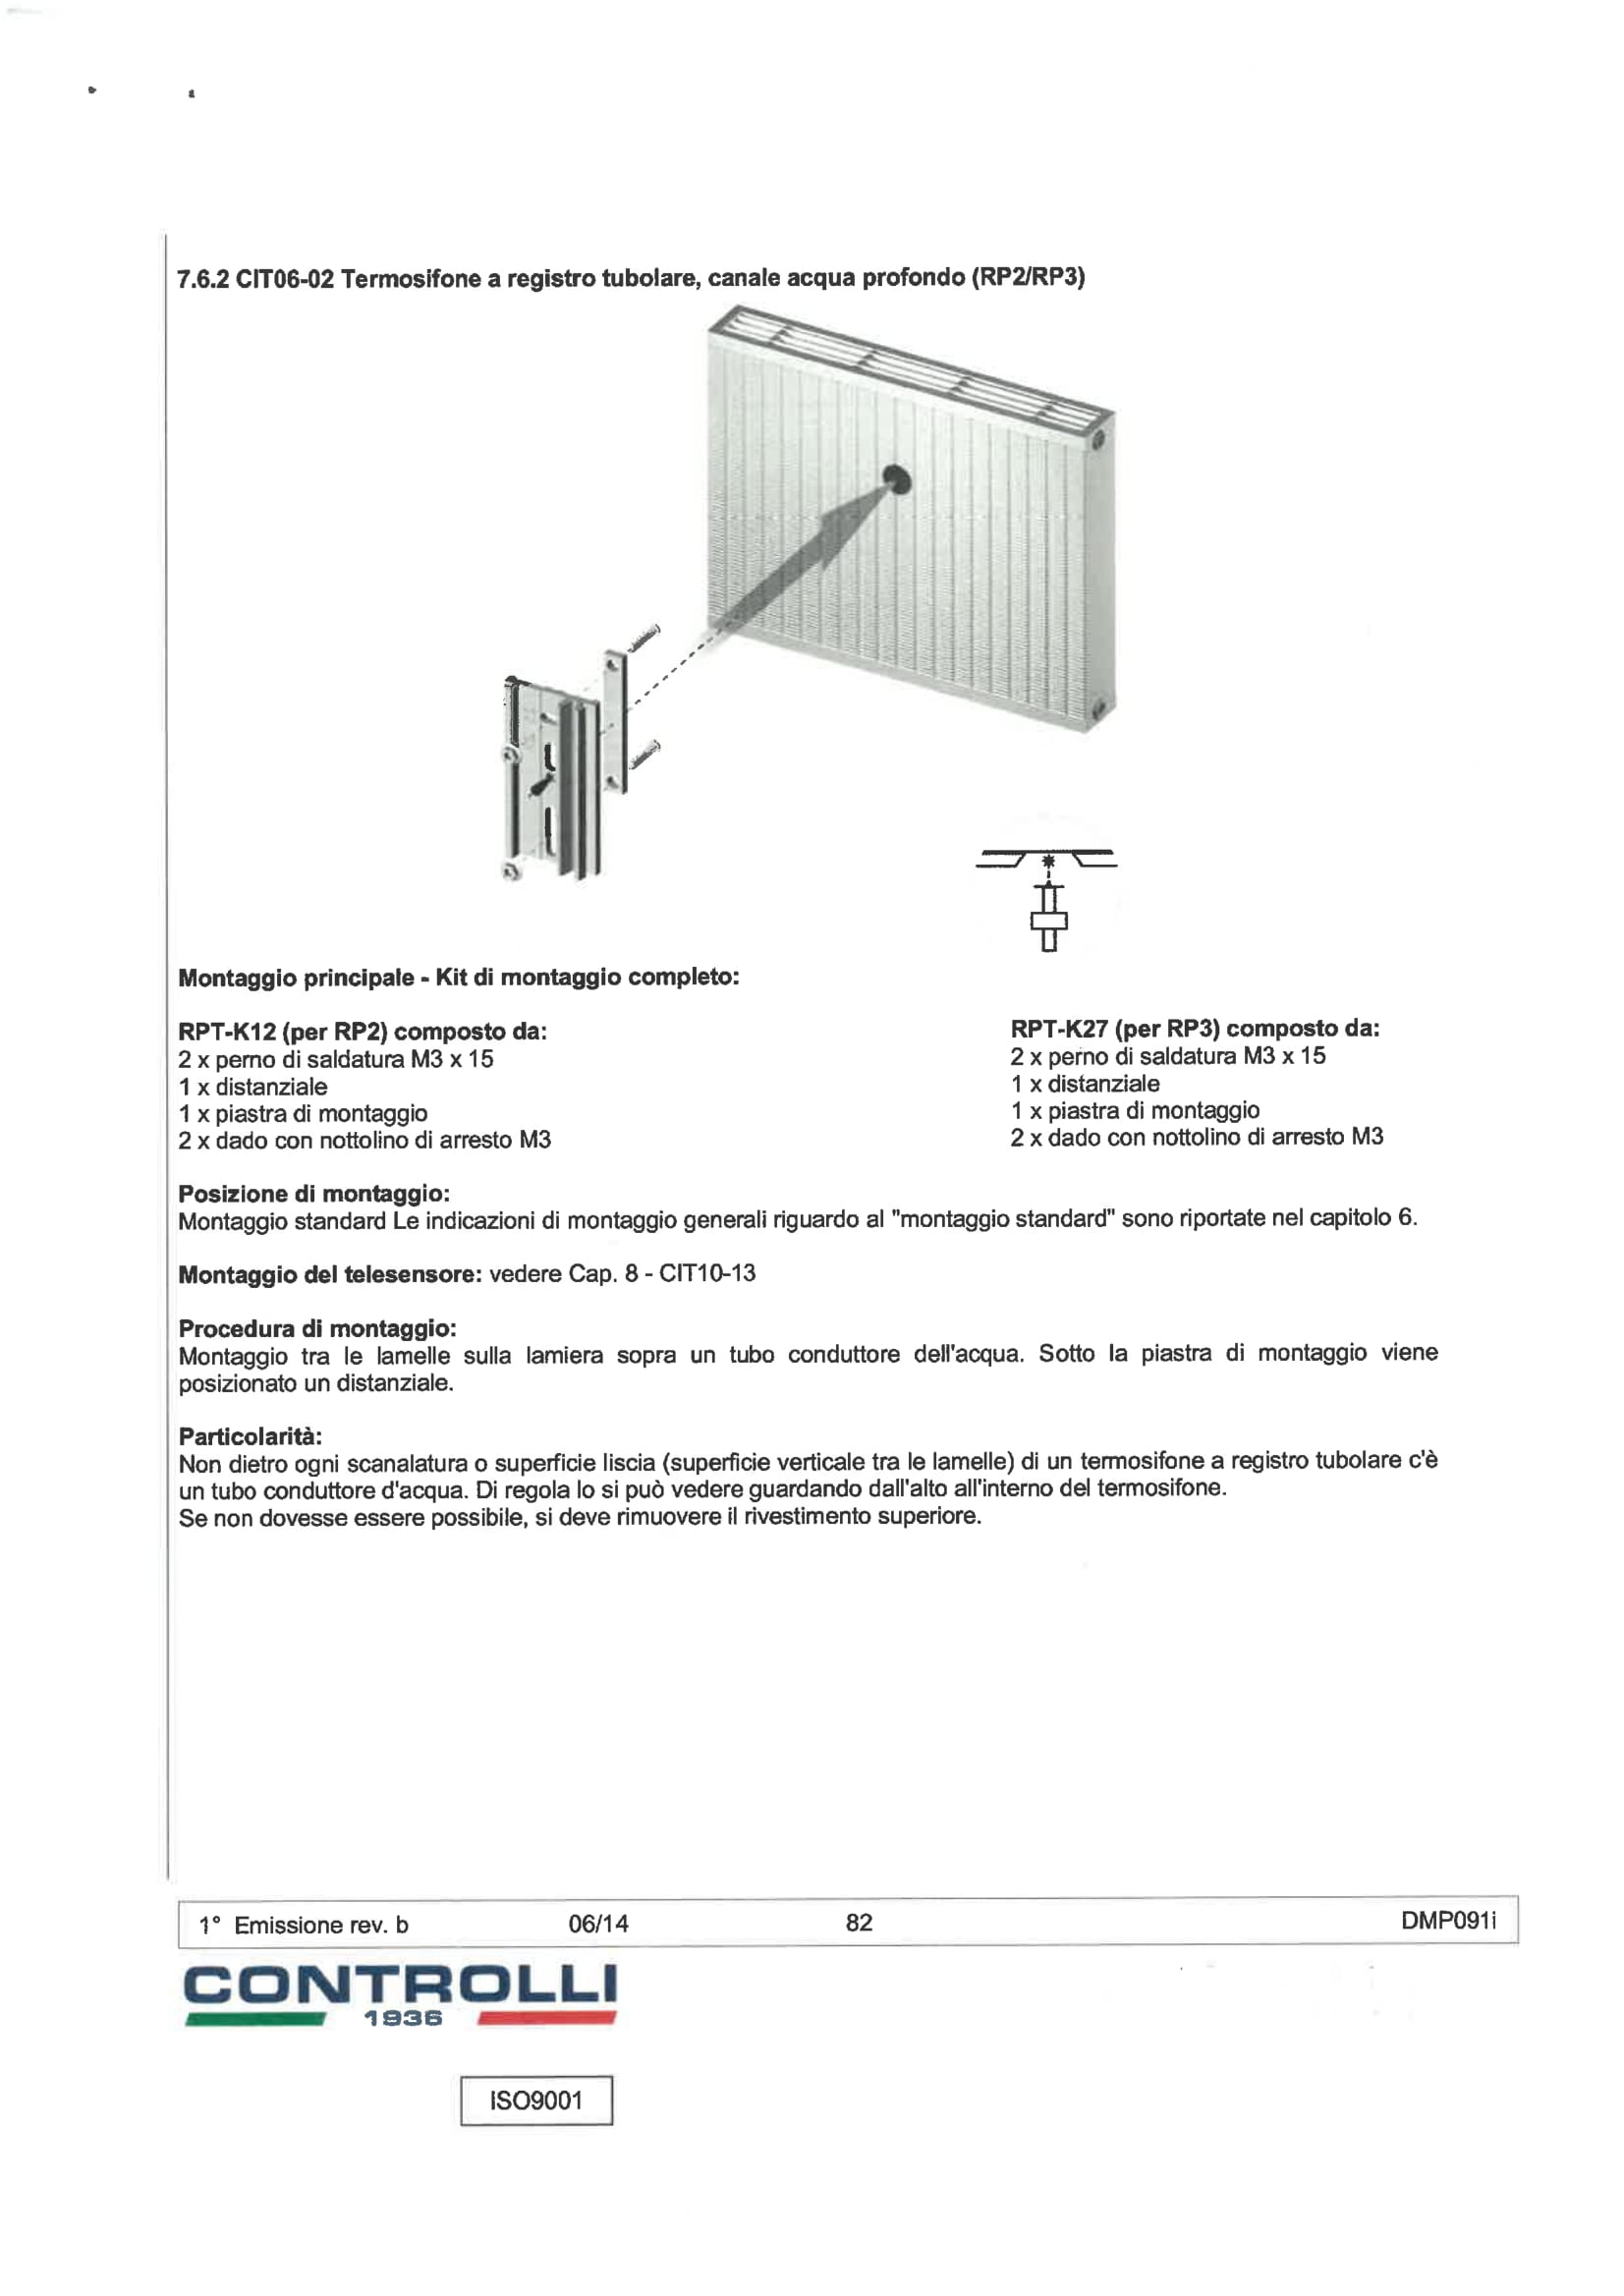 7.6.2 CIT06-02 Termosifone a registro tubolare, canale acqua profondo (RP2/RP3)
Montaggio principale - Kit di montaggio completo:
RPT-K12 (per RP2) composto da:
2 x perno di saldatura M3 x 15
1 x distanziale
1 x piastra di montaggio
2 x dado con nottolino di arresto M3
RPT-K27 (per RP3) composto da:
2 x perno di saldatura M3 x 15
1 x distanziale
1 x piastra di montaggio
2 x dado con nottolino di arresto M3
Posizione di montaggio:
Montaggio standard Le indicazioni di montaggio generali riguardo al "montaggio standard" sono riportate nel capitolo 6.
Montaggio del telesensore: vedere Cap. 8 - CIT10-13
Procedura di montaggio:
Montaggio tra le lamelle sulla lamiera sopra un tubo conduttore dell'acqua. Sotto la piastra di montaggio viene
posizionato un distanziale.
Particolarità:
Non dietro ogni scanalatura o superficie liscia (superficie verticale tra le lamelle) di un termosifone a registro tubolare c'è
un tubo conduttore d'acqua. Di regola lo si può vedere guardando dall'alto all'interno del termosifone.
Se non dovesse essere possibile, si deve rimuovere il rivestimento superiore.
1° Emissione rev. b 06/14 82 DMP091i
CONTROLLI
1936
ISO9001